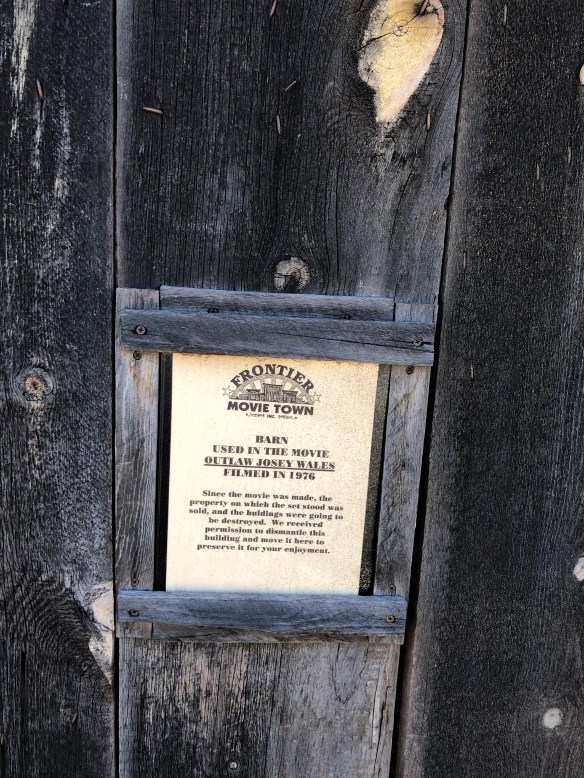 FRONTIER
MOVIE TOWN
BARN
USED IN THE MOVIE
OUTLAW JOSEY WALES
FILMED IN 1976
Since the movie was made, the
property on which the set stood was
sold, and the buldings were going to
be destroyed. We received
permission to dismantle this
building and move it here to
preserve it for your enjoyment.